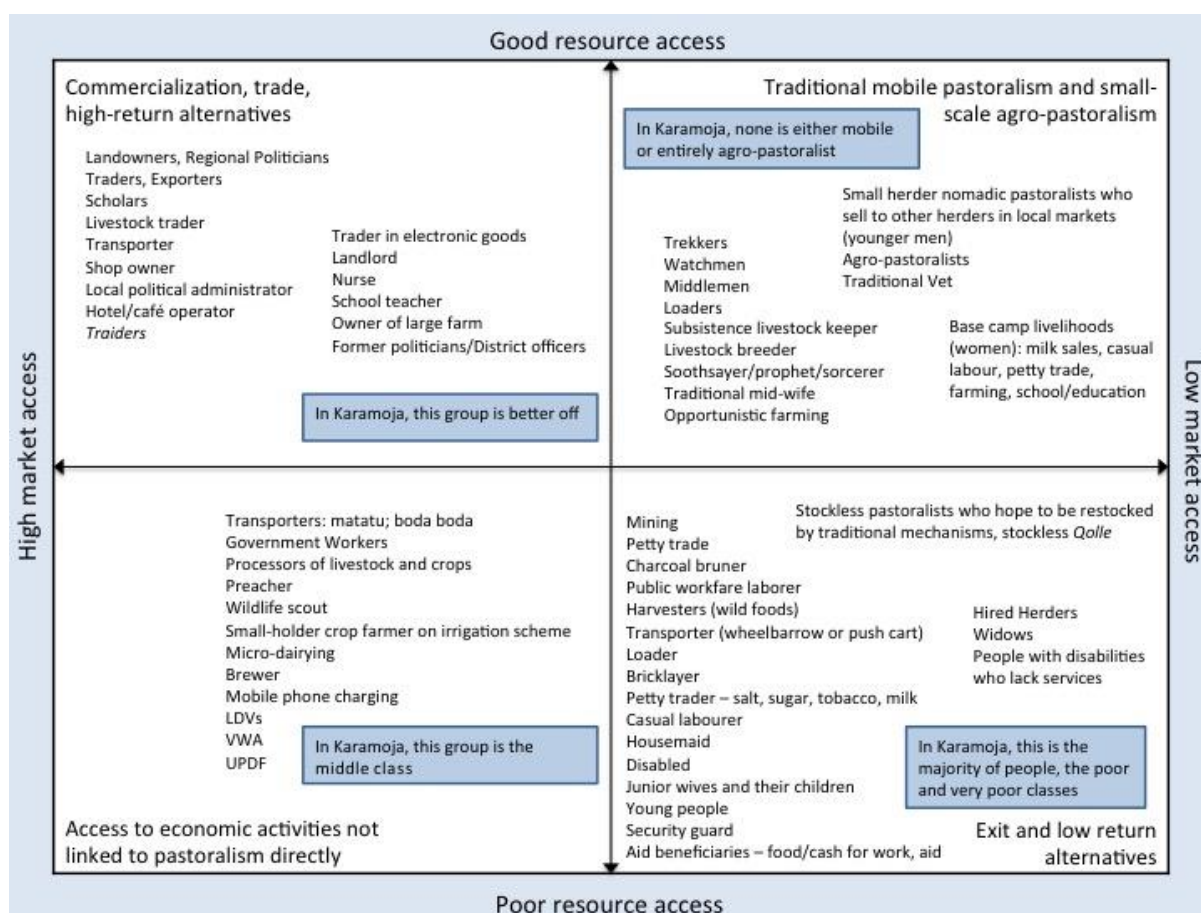 Good resource access
High market access
Low market access
Commercialization, trade,
high-return alternatives
Landowners, Regional Politicians
Traders, Exporters
Scholars
Livestock trader
Transporter
Shop owner
Local political administrator
Hotel/café operator
Traiders
Trader in electronic goods
Landlord
Nurse
School teacher
Owner of large farm
Former politicians/District officers
In Karamoja, this group is better off
Traditional mobile pastoralism and small-
scale agro-pastoralism
In Karamoja, none is either mobile
or entirely agro-pastoralist
Small herder nomadic pastoralists who
sell to other herders in local markets
(younger men)
Agro-pastoralists
Traditional Vet
Trekkers
Watchmen
Middlemen
Loaders
Subsistence livestock keeper
Livestock breeder
Soothsayer/prophet/sorcerer
Traditional mid-wife
Opportunistic farming
Base camp livelihoods
(women): milk sales, casual
labour, petty trade,
farming, school/education
Transporters: matatu; boda boda
Government Workers
Processors of livestock and crops
Preacher
Wildlife scout
Small-holder crop farmer on irrigation scheme
Micro-dairying
Brewer
Mobile phone charging
LDVs
VWA
UPDF
In Karamoja, this group is the
middle class
Access to economic activities not
linked to pastoralism directly
Mining
Petty trade
Charcoal bruner
Public workfare laborer
Harvesters (wild foods)
Transporter (wheelbarrow or push cart)
Loader
Bricklayer
Petty trader – salt, sugar, tobacco, milk
Casual labourer
Housemaid
Disabled
Junior wives and their children
Young people
Security guard
Aid beneficiaries – food/cash for work, aid
Stockless pastoralists who hope to be restocked
by traditional mechanisms, stockless Qolle
Hired Herders
Widows
People with disabilities
who lack services
In Karamoja, this is the
majority of people, the poor
and very poor classes
Exit and low return
alternatives
Poor resource access